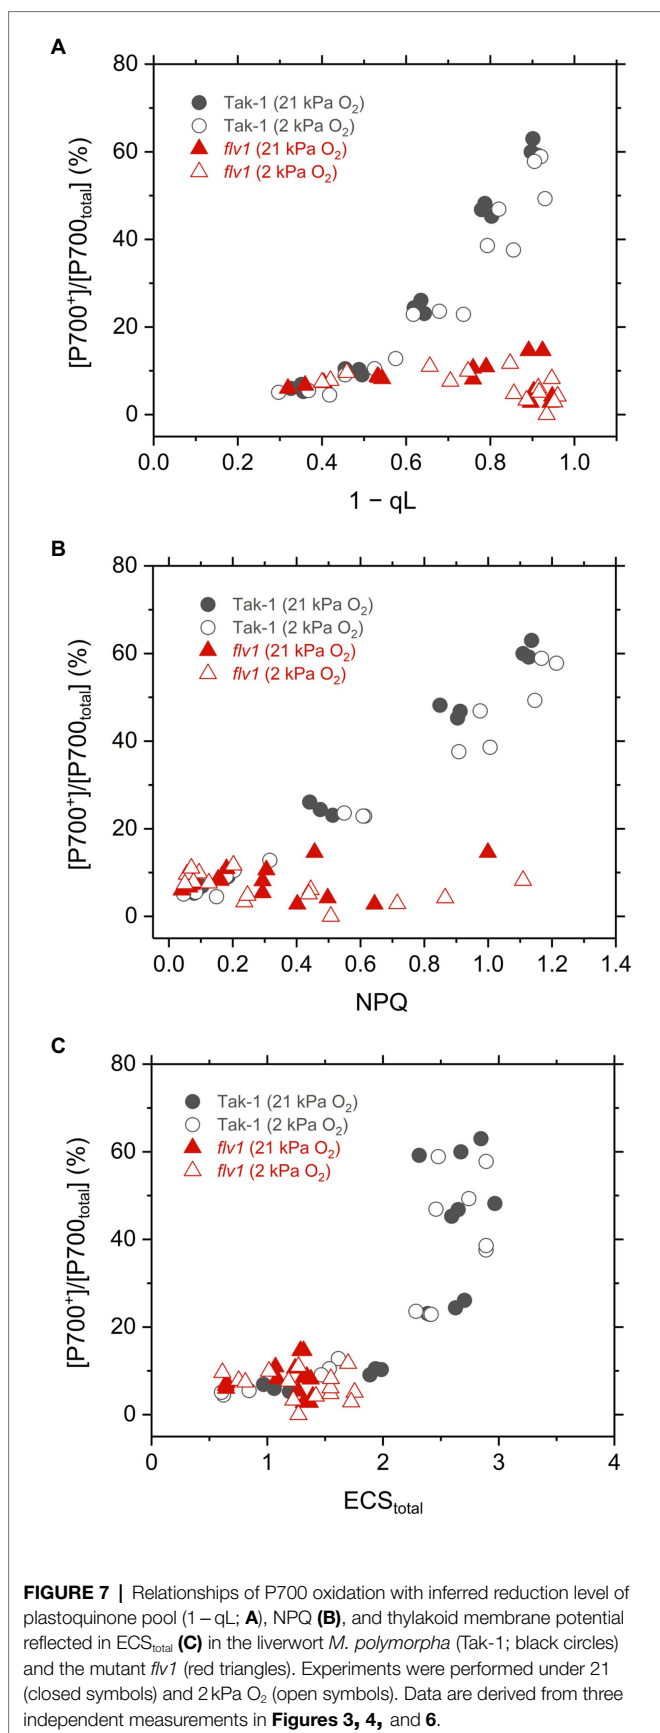 A
80
60
40
20
0
[P700⁺]/[P700total] (%)
Tak-1 (21 kPa O₂)
Tak-1 (2 kPa O₂)
flv1 (21 kPa O₂)
flv1 (2 kPa O₂)
0.0 0.2 0.4 0.6 0.8 1.0
1 − qL
B
80
60
40
20
0
[P700⁺]/[P700total] (%)
Tak-1 (21 kPa O₂)
Tak-1 (2 kPa O₂)
flv1 (21 kPa O₂)
flv1 (2 kPa O₂)
0.0 0.2 0.4 0.6 0.8 1.0 1.2 1.4
NPQ
C
80
60
40
20
0
[P700⁺]/[P700total] (%)
Tak-1 (21 kPa O₂)
Tak-1 (2 kPa O₂)
flv1 (21 kPa O₂)
flv1 (2 kPa O₂)
0 1 2 3 4
ECStotal
FIGURE 7 | Relationships of P700 oxidation with inferred reduction level of
plastoquinone pool (1 – qL; A), NPQ (B), and thylakoid membrane potential
reflected in ECStotal (C) in the liverwort M. polymorpha (Tak-1; black circles)
and the mutant flv1 (red triangles). Experiments were performed under 21
(closed symbols) and 2 kPa O₂ (open symbols). Data are derived from three
independent measurements in Figures 3, 4, and 6.